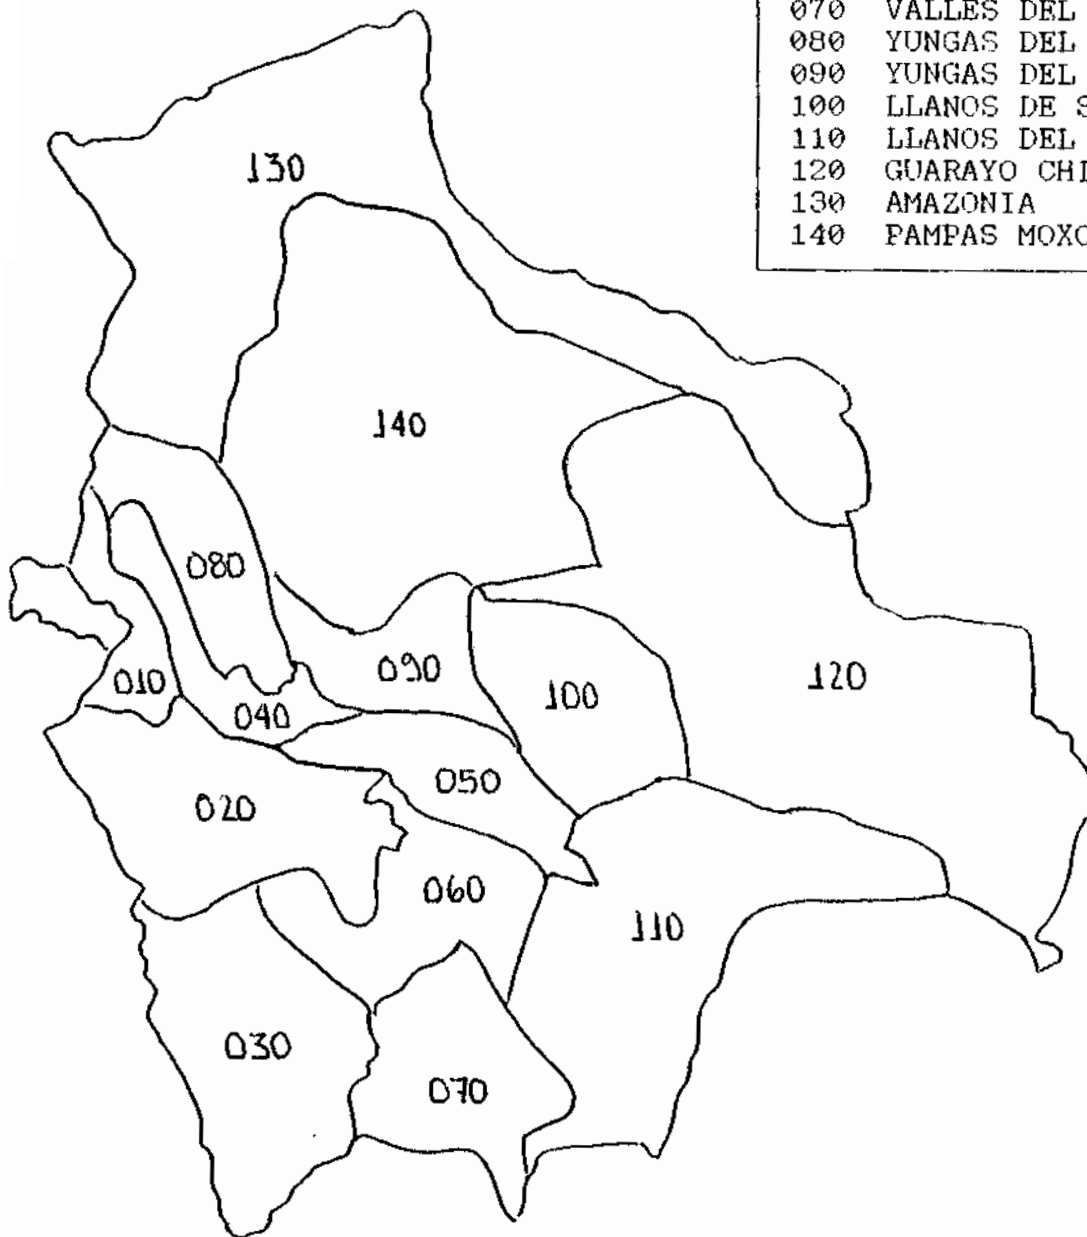 070 VALLES DEL
080 YUNGAS DEL
090 YUNGAS DEL
100 LLANOS DE S
110 LLANOS DEL
120 GUARAYO CHI
130 AMAZONIA
140 PAMPAS MOXO
130
140
080
090
010
100
120
040
050
020
060
110
030
070